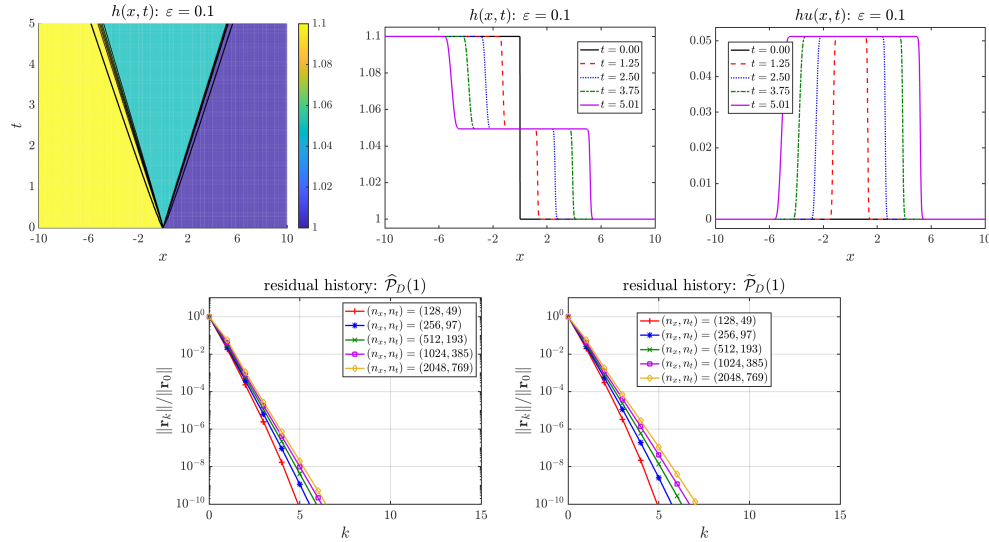 h(x, t): ε = 0.1
5
4
3
2
1
0
t
-10 -6 -2 2 6 10
x
1.1
1.08
1.06
1.04
1.02
1
h(x, t): ε = 0.1
1.1
1.08
1.06
1.04
1.02
1
-10 -6 -2 2 6 10
x
t = 0.00
t = 1.25
t = 2.50
t = 3.75
t = 5.01
hu(x, t): ε = 0.1
0.05
0.04
0.03
0.02
0.01
0
-10 -6 -2 2 6 10
x
t = 0.00
t = 1.25
t = 2.50
t = 3.75
t = 5.01
residual history: P̂_D(1)
‖r_k‖/‖r_0‖
10^0
10^{-2}
10^{-4}
10^{-6}
10^{-8}
10^{-10}
0 5 10 15
k
(n_x, n_t) = (128, 49)
(n_x, n_t) = (256, 97)
(n_x, n_t) = (512, 193)
(n_x, n_t) = (1024, 385)
(n_x, n_t) = (2048, 769)
residual history: P̃_D(1)
‖r_k‖/‖r_0‖
10^0
10^{-2}
10^{-4}
10^{-6}
10^{-8}
10^{-10}
0 5 10 15
k
(n_x, n_t) = (128, 49)
(n_x, n_t) = (256, 97)
(n_x, n_t) = (512, 193)
(n_x, n_t) = (1024, 385)
(n_x, n_t) = (2048, 769)